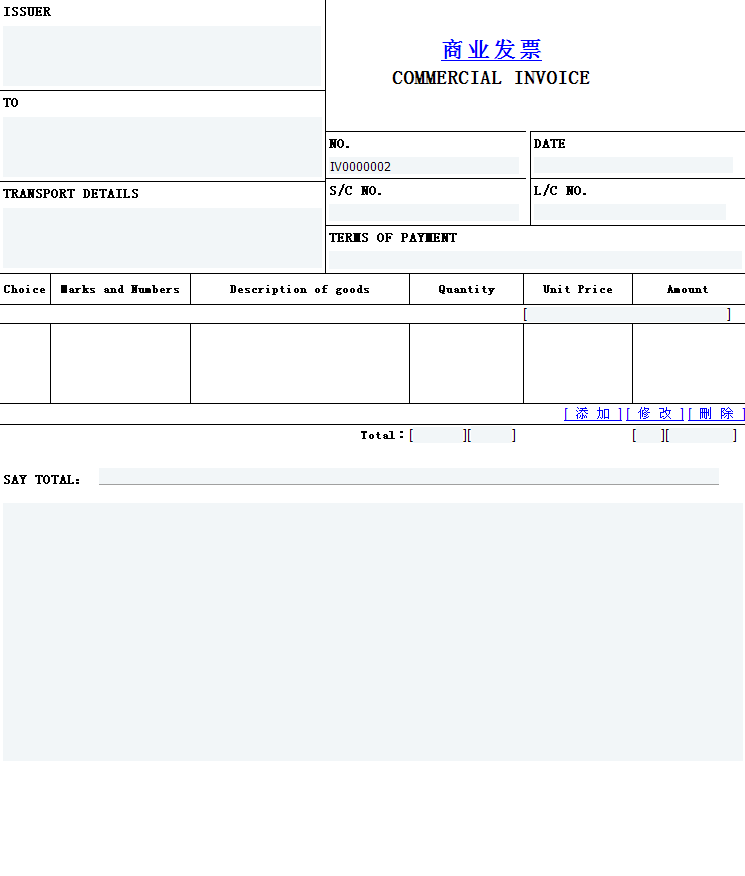 ISSUER
商业发票
COMMERCIAL INVOICE
TO
NO.
DATE
IV0000002
TRANSPORT DETAILS
S/C NO.
L/C NO.
TERMS OF PAYMENT
Choice Marks and Numbers Description of goods Quantity Unit Price Amount
[ ]
[ 添 加 ] [ 修 改 ] [ 刪 除 ]
Total：[ ][ ] [ ][ ]
SAY TOTAL: